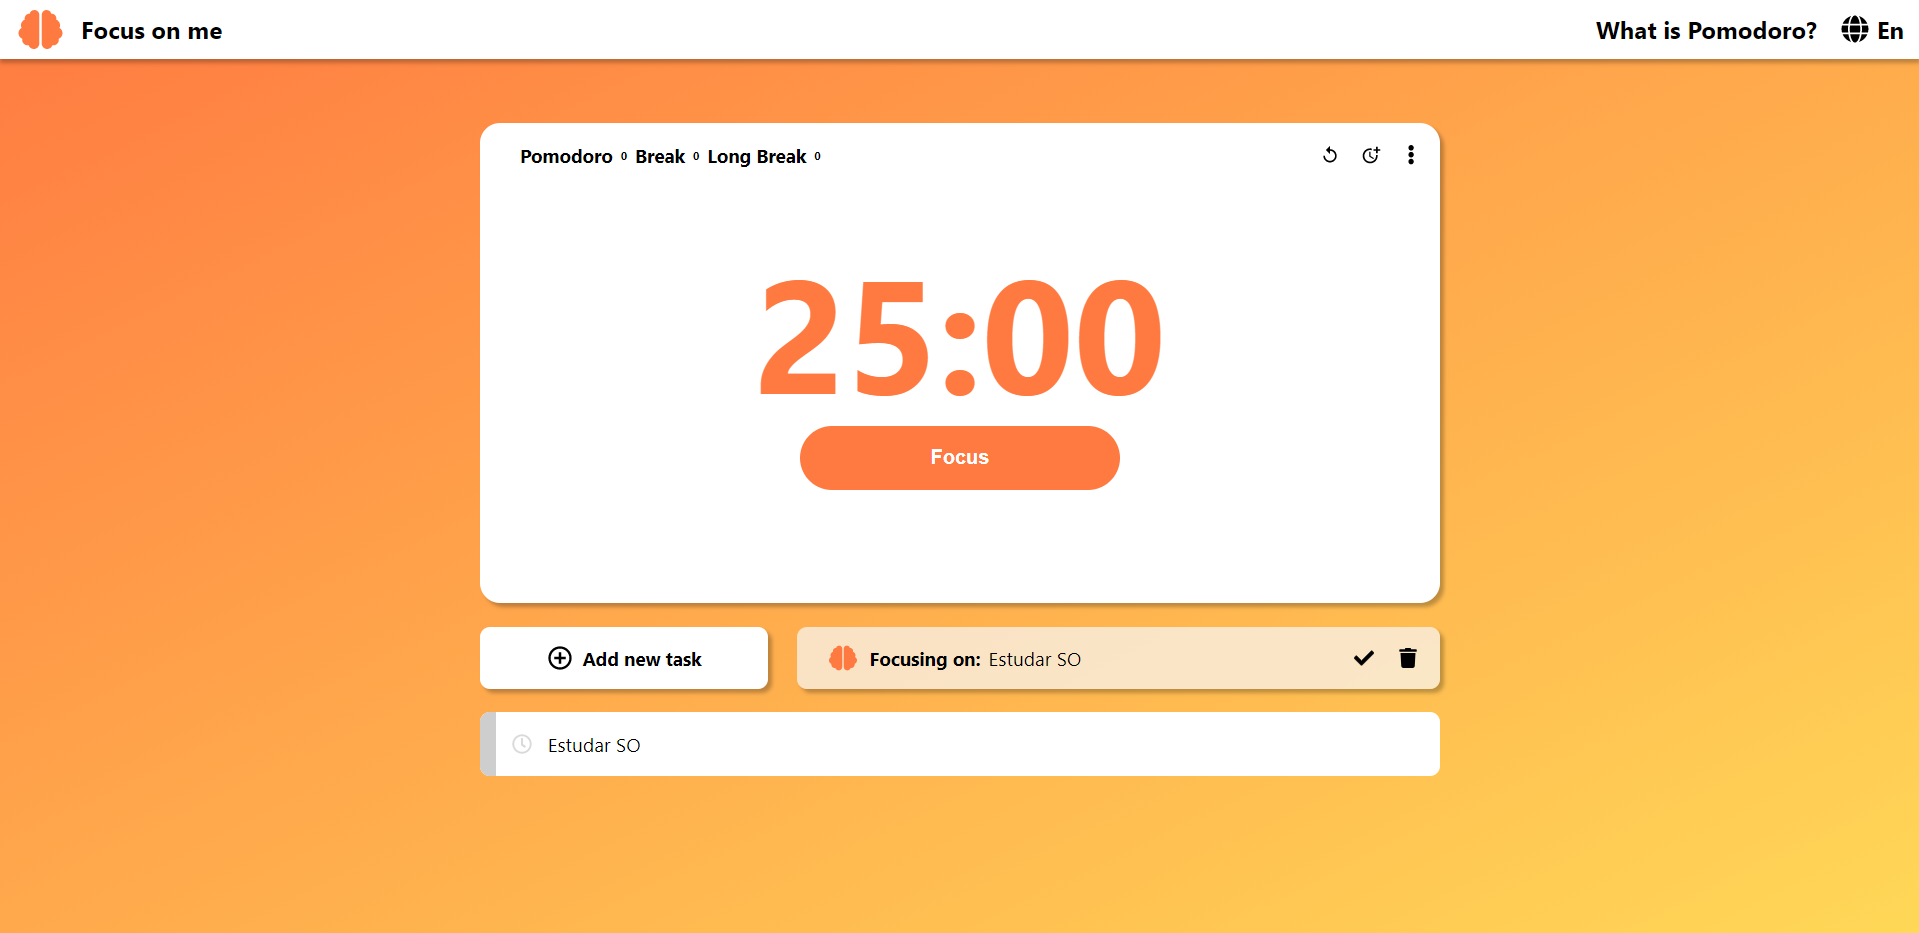 Focus on me
What is Pomodoro? En
Pomodoro 0 Break 0 Long Break 0
25:00
Focus
Add new task
Focusing on: Estudar SO
Estudar SO